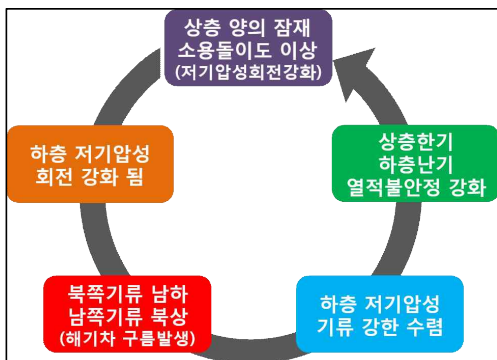 상층 양의 잠재
소용돌이도 이상
(저기압성회전강화)
하층 저기압성
회전 강화 됨
상층한기
하층난기
열적불안정 강화
북쪽기류 남하
남쪽기류 북상
(해기차 구름발생)
하층 저기압성
기류 강한 수렴